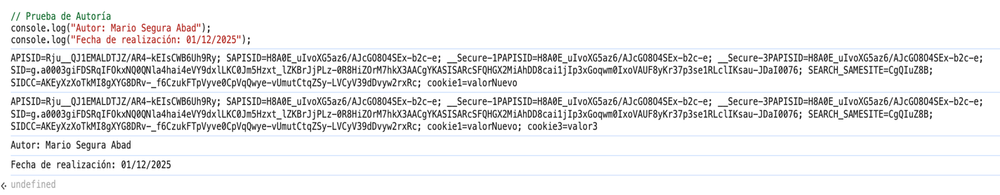 // Prueba de Autoría
console.log("Autor: Mario Segura Abad");
console.log("Fecha de realización: 01/12/2025");
APISID=Rju__QJ1EMALDTJZ/AR4-kEIsCWB6Uh9Ry; SAPISID=H8A0E_uIvoXG5az6/AJcGO8O4SEx-b2c-e; __Secure-1PAPISID=H8A0E_uIvoXG5az6/AJcGO8O4SEx-b2c-e; __Secure-3PAPISID=H8A0E_uIvoXG5az6/AJcGO8O4SEx-b2c-e;
SID=g.a0003giFDSRqIFOkxNQ0QNla4hai4eVY9dxlLKC0Jm5Hzxt_lZKBrJjPLz-0R8HiZOrM7hkX3AACgYKASISARcSFQHGX2MiAhDD8cai1jIp3xGoqwm0IxoVAUF8yKr37p3se1RLclIKsau-JDaI0076; SEARCH_SAMESITE=CgQIuZ8B;
SIDCC=AKEyXzXoTkMI8gXYG8DRv-_f6CzukFTpVyve0CpVqQwye-vUmutCtqZSy-LVCyV39dDvyw2rxRc; cookie1=valorNuevo
APISID=Rju__QJ1EMALDTJZ/AR4-kEIsCWB6Uh9Ry; SAPISID=H8A0E_uIvoXG5az6/AJcGO8O4SEx-b2c-e; __Secure-1PAPISID=H8A0E_uIvoXG5az6/AJcGO8O4SEx-b2c-e; __Secure-3PAPISID=H8A0E_uIvoXG5az6/AJcGO8O4SEx-b2c-e;
SID=g.a0003giFDSRqIFOkxNQ0QNla4hai4eVY9dxlLKC0Jm5Hzxt_lZKBrJjPLz-0R8HiZOrM7hkX3AACgYKASISARcSFQHGX2MiAhDD8cai1jIp3xGoqwm0IxoVAUF8yKr37p3se1RLclIKsau-JDaI0076; SEARCH_SAMESITE=CgQIuZ8B;
SIDCC=AKEyXzXoTkMI8gXYG8DRv-_f6CzukFTpVyve0CpVqQwye-vUmutCtqZSy-LVCyV39dDvyw2rxRc; cookie1=valorNuevo; cookie3=valor3
Autor: Mario Segura Abad
Fecha de realización: 01/12/2025
undefined